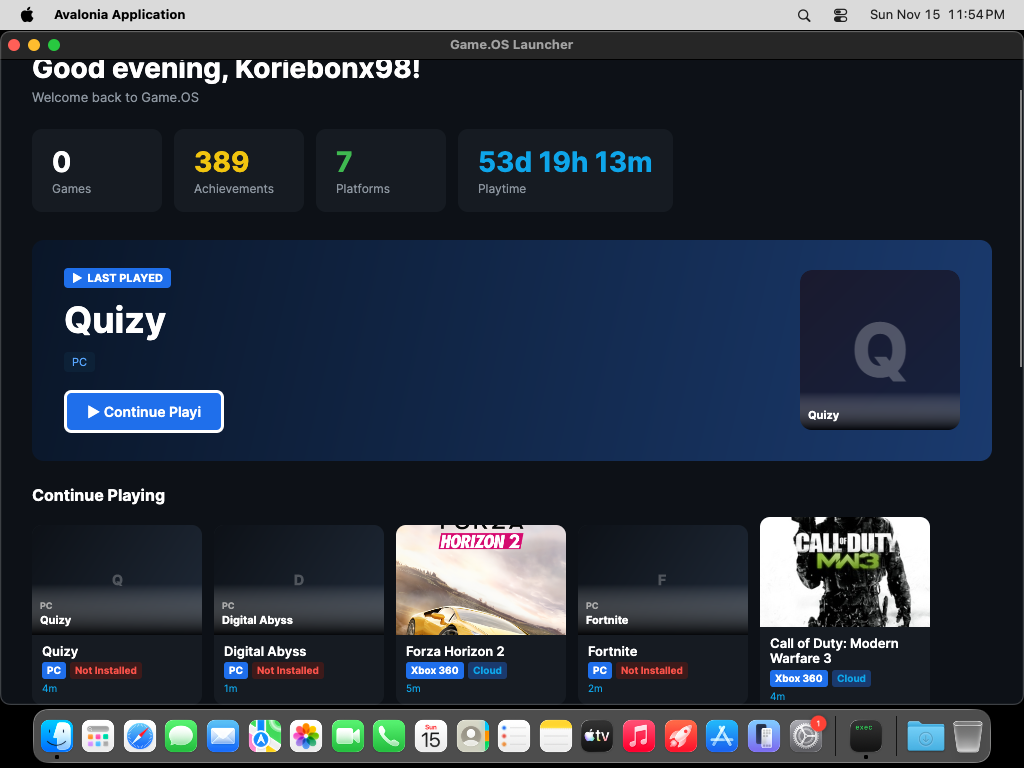 Avalonia Application
Sun Nov 15 11:54 PM
Game.OS Launcher
Good evening, Koriebonx98!
Welcome back to Game.OS
0
Games
389
Achievements
7
Platforms
53d 19h 13m
Playtime
▶ LAST PLAYED
Quizy
PC
▶ Continue Playi
Q
Quizy
Continue Playing
Q
PC
Quizy
Quizy
PC Not Installed
4m
D
PC
Digital Abyss
Digital Abyss
PC Not Installed
1m
FORZA
HORIZON 2
Forza Horizon 2
Xbox 360 Cloud
5m
F
PC
Fortnite
Fortnite
PC Not Installed
2m
CALL OF DUTY
MW3
Call of Duty: Modern
Warfare 3
Xbox 360 Cloud
4m
Sun
15
tv
1
exec